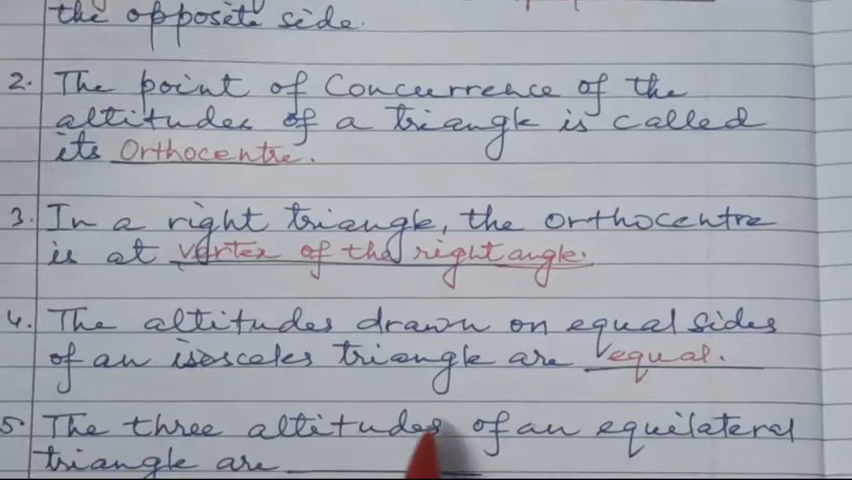 the opposite side.
2. The point of Concurrence of the
altitudes of a triangle is called
its Orthocentre.
3. In a right triangle, the orthocentre
is at vertex of the right angle.
4. The altitudes drawn on equal sides
of an isosceles triangle are equal.
5. The three altitudes of an equilateral
triangle are